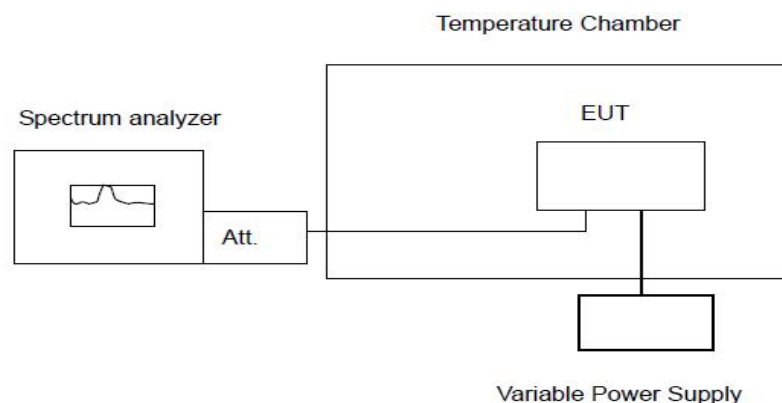 Temperature Chamber
Spectrum analyzer
EUT
Att.
Variable Power Supply